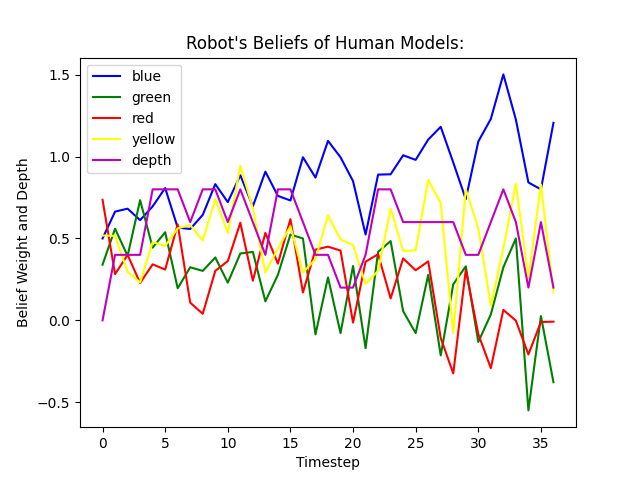 Robot's Beliefs of Human Models:
blue
green
red
yellow
depth
1.5
1.0
0.5
0.0
−0.5
Belief Weight and Depth
0 5 10 15 20 25 30 35
Timestep